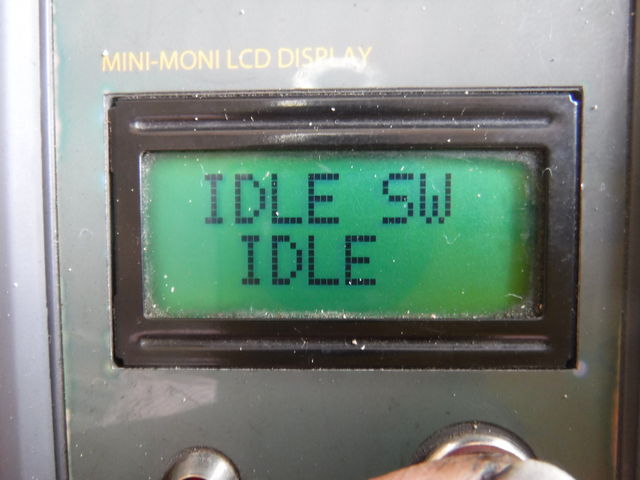 MINI-MONI LCD DISPLAY
IDLE SW
IDLE